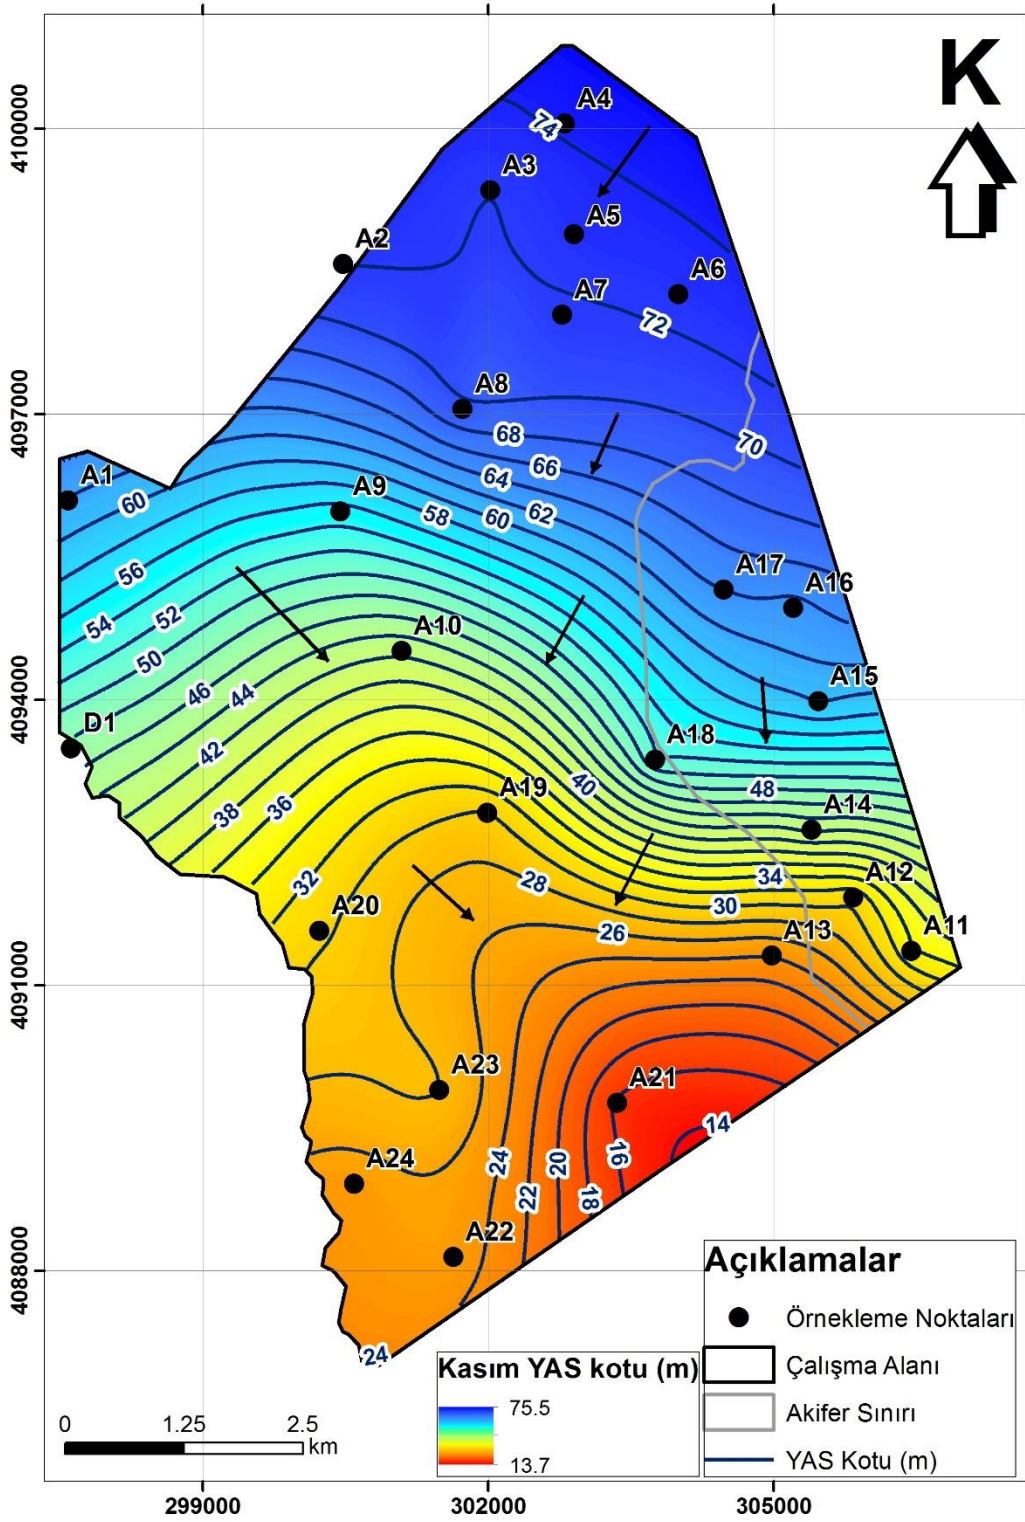 K
4100000
4097000
4094000
4091000
4088000
A4
74
A3
A5
A2
A6
A7
72
A8
68
70
66
64
A1
60
A9
58
60
62
56
A17
A16
54
52
A10
50
46
44
A15
D1
42
A18
40
48
38
36
A19
A14
32
28
34
A12
30
A20
26
A13
A11
A23
A21
14
24
20
16
A24
22
18
A22
24
Açıklamalar
Örnekleme Noktaları
Çalışma Alanı
Akifer Sınırı
YAS Kotu (m)
Kasım YAS kotu (m)
75.5
13.7
0 1.25 2.5
km
299000 302000 305000